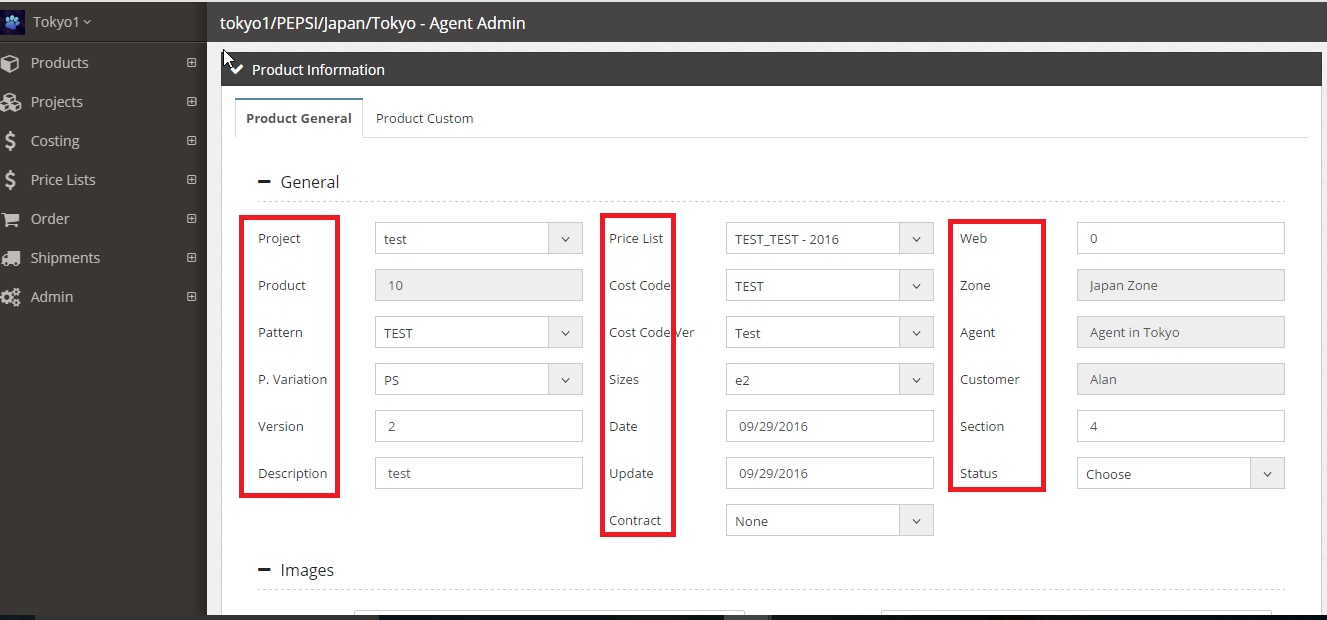 Tokyo1
tokyo1/PEPSI/Japan/Tokyo - Agent Admin
Products
Projects
Costing
Price Lists
Order
Shipments
Admin
Product Information
Product General
Product Custom
General
Project test
Product 10
Pattern TEST
P. Variation PS
Version 2
Description test
Price List TEST_TEST - 2016
Cost Code TEST
Cost Code Ver Test
Sizes e2
Date 09/29/2016
Update 09/29/2016
Contract None
Web 0
Zone Japan Zone
Agent Agent in Tokyo
Customer Alan
Section 4
Status Choose
Images